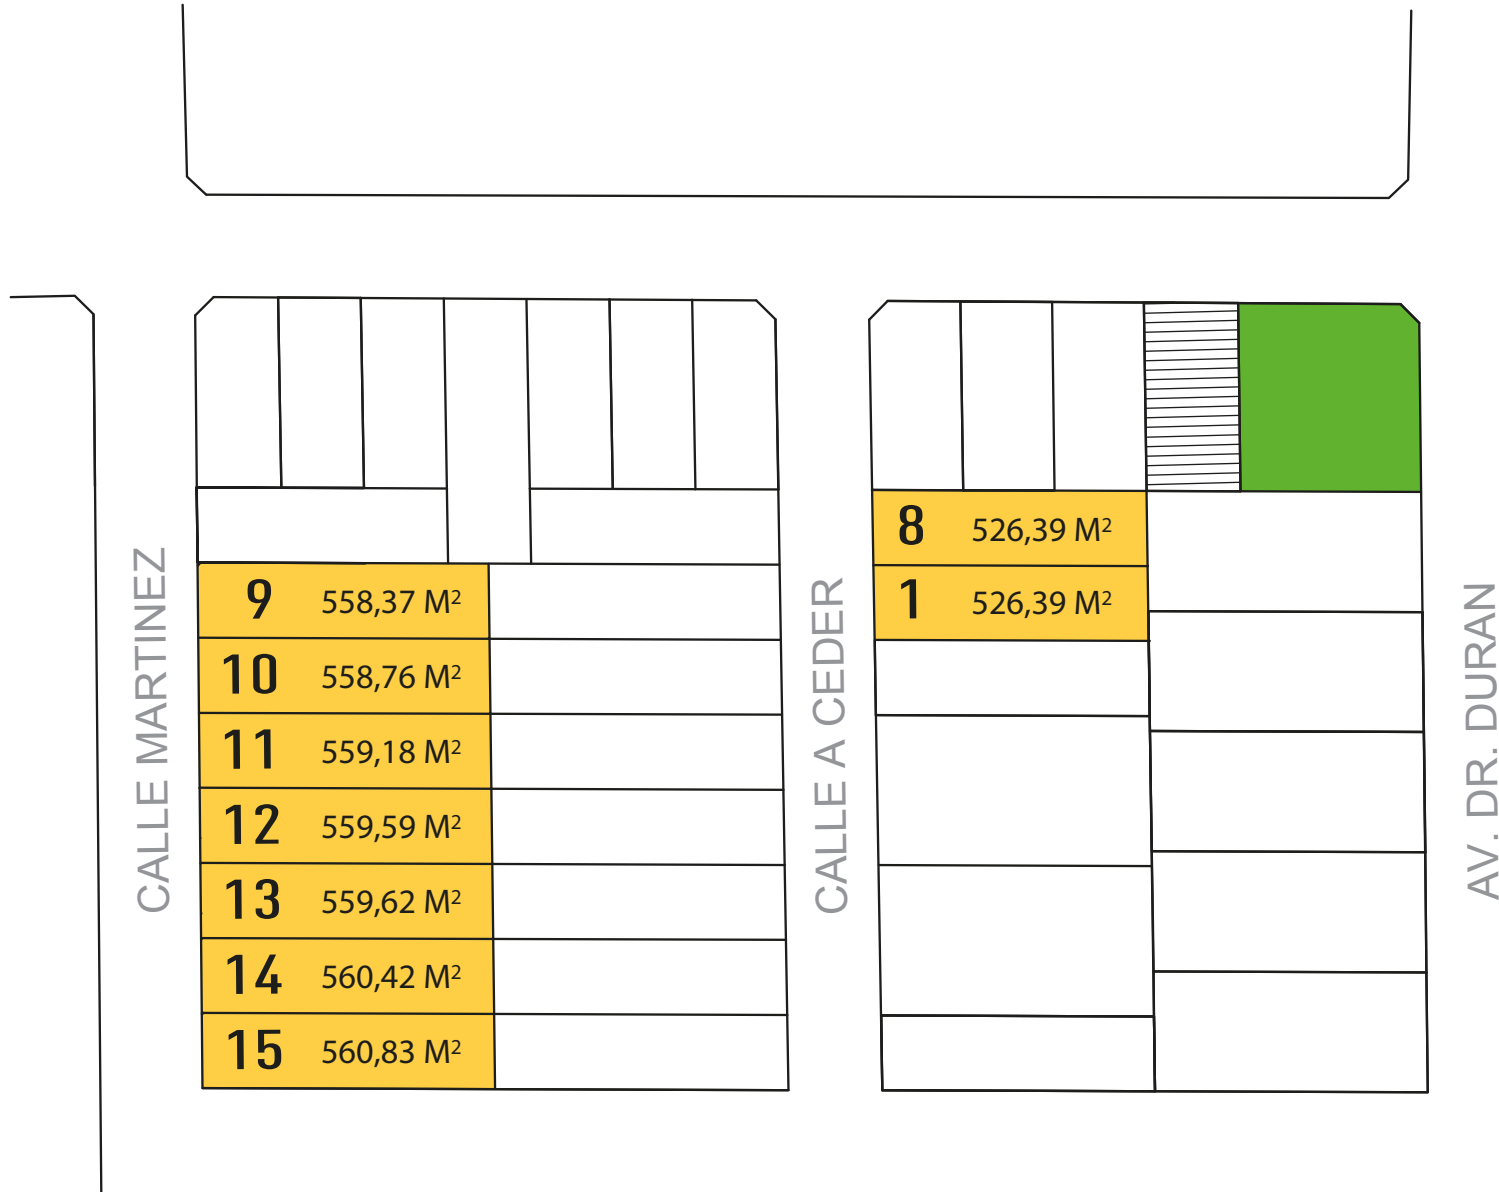 CALLE MARTINEZ
9 558,37 M²
10 558,76 M²
11 559,18 M²
12 559,59 M²
13 559,62 M²
14 560,42 M²
15 560,83 M²
CALLE A CEDER
8 526,39 M²
1 526,39 M²
AV. DR. DURAN